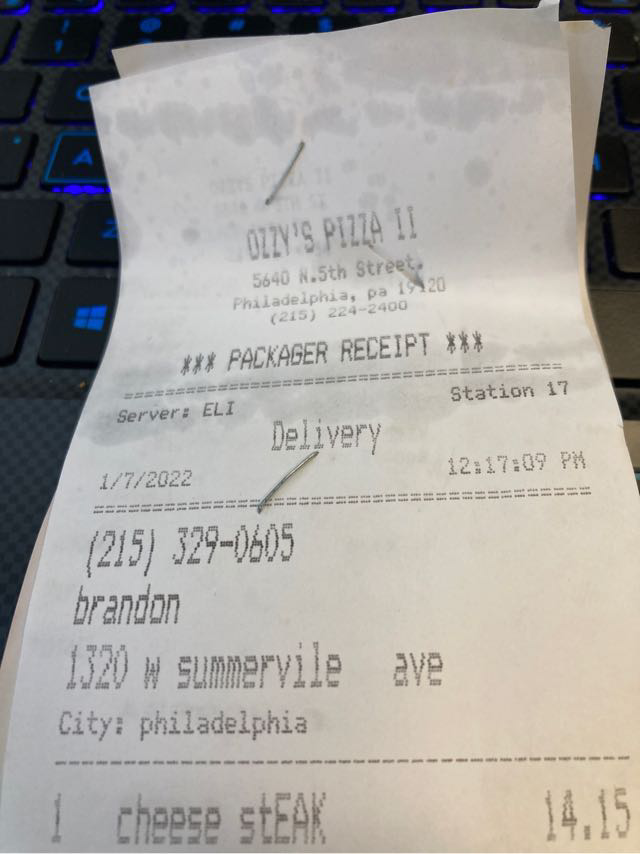 OZZY'S PIZZA II
5640 N.5th Street.
Philadelphia, pa 19120
(215) 224-2400
*** PACKAGER RECEIPT ***
Server: ELI Station 17
Delivery
1/7/2022 12:17:09 PM
(215) 329-0605
brandon
1320 w summervile ave
City: philadelphia
1 cheese stEAK 14.15